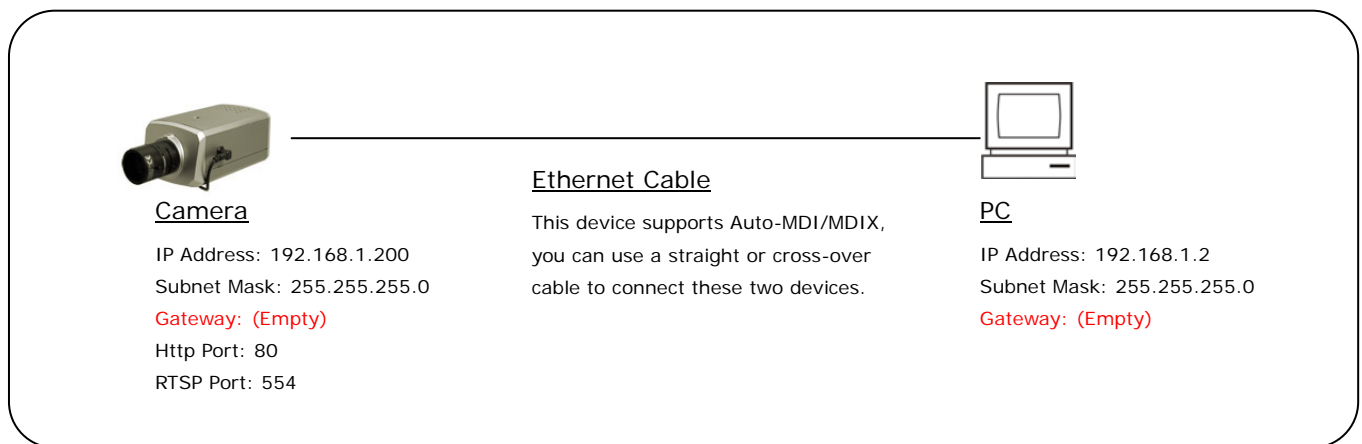 Camera
IP Address: 192.168.1.200
Subnet Mask: 255.255.255.0
Gateway: (Empty)
Http Port: 80
RTSP Port: 554
Ethernet Cable
This device supports Auto-MDI/MDIX,
you can use a straight or cross-over
cable to connect these two devices.
PC
IP Address: 192.168.1.2
Subnet Mask: 255.255.255.0
Gateway: (Empty)